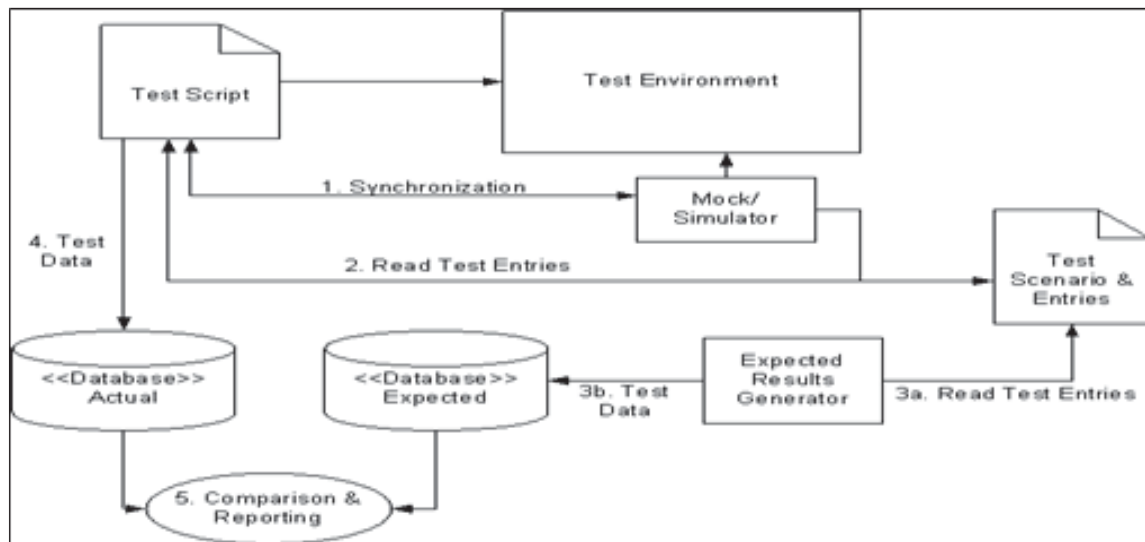 Test Script
Test Environment
1. Synchronization
Mock/
Simulator
4. Test
Data
2. Read Test Entries
Test
Scenario &
Entries
<<Database>>
Actual
<<Database>>
Expected
3b. Test
Data
Expected
Results
Generator
3a. Read Test Entries
5. Comparison &
Reporting